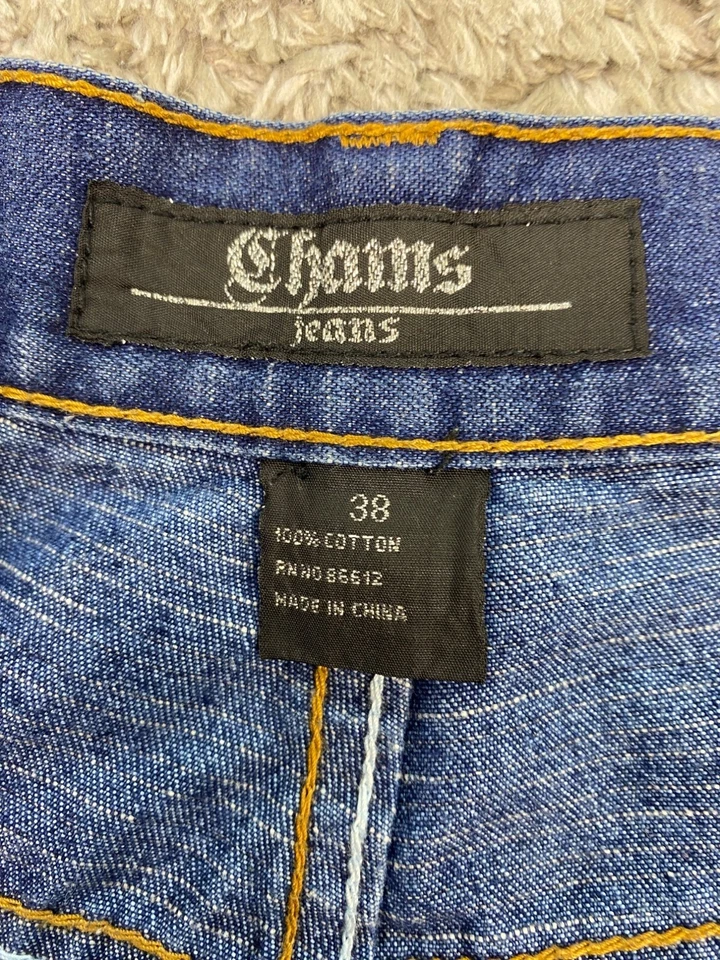 Chams
jeans
38
100% COTTON
RN NO 86612
MADE IN CHINA